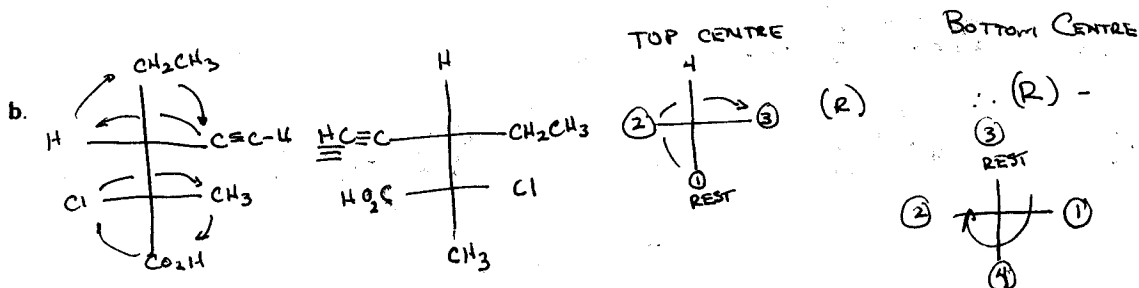 b.
CH2CH3
H C≡C-H
Cl CH3
CO2H
H
HC≡C CH2CH3
HO2C Cl
CH3
TOP CENTRE
4
② ③ (R)
①
REST
BOTTOM CENTRE
∴ (R) -
③
REST
② ①
④